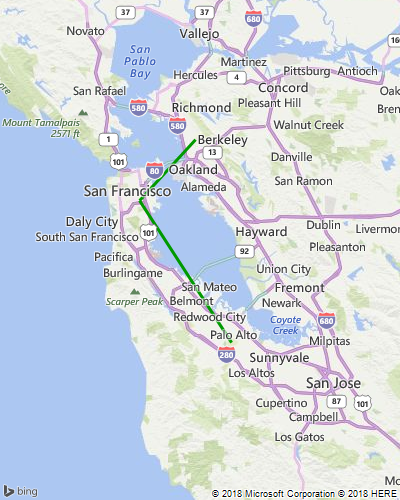 37
37
680
Novato
Vallejo
San
Pablo
Bay
Martinez
Hercules
4
Pittsburg
Antioch
160
Concord
San Rafael
580
Richmond
Pleasant Hill
Mount Tamalpais
2571 ft
580
Walnut Creek
1
Berkeley
101
80
13
Danville
Oakland
San Francisco
Alameda
San Ramon
Daly City
Dublin
Livermo
101
Hayward
South San Francisco
Pleasanton
92
Pacifica
Burlingame
Union City
San Mateo
Fremont
Scarper Peak
Belmont
Newark
Redwood City
Coyote
Creek
680
Palo Alto
Milpitas
280
Sunnyvale
Los Altos
San Jose
Cupertino
87
101
Campbell
Los Gatos
bing
© 2018 Microsoft Corporation © 2018 HERE